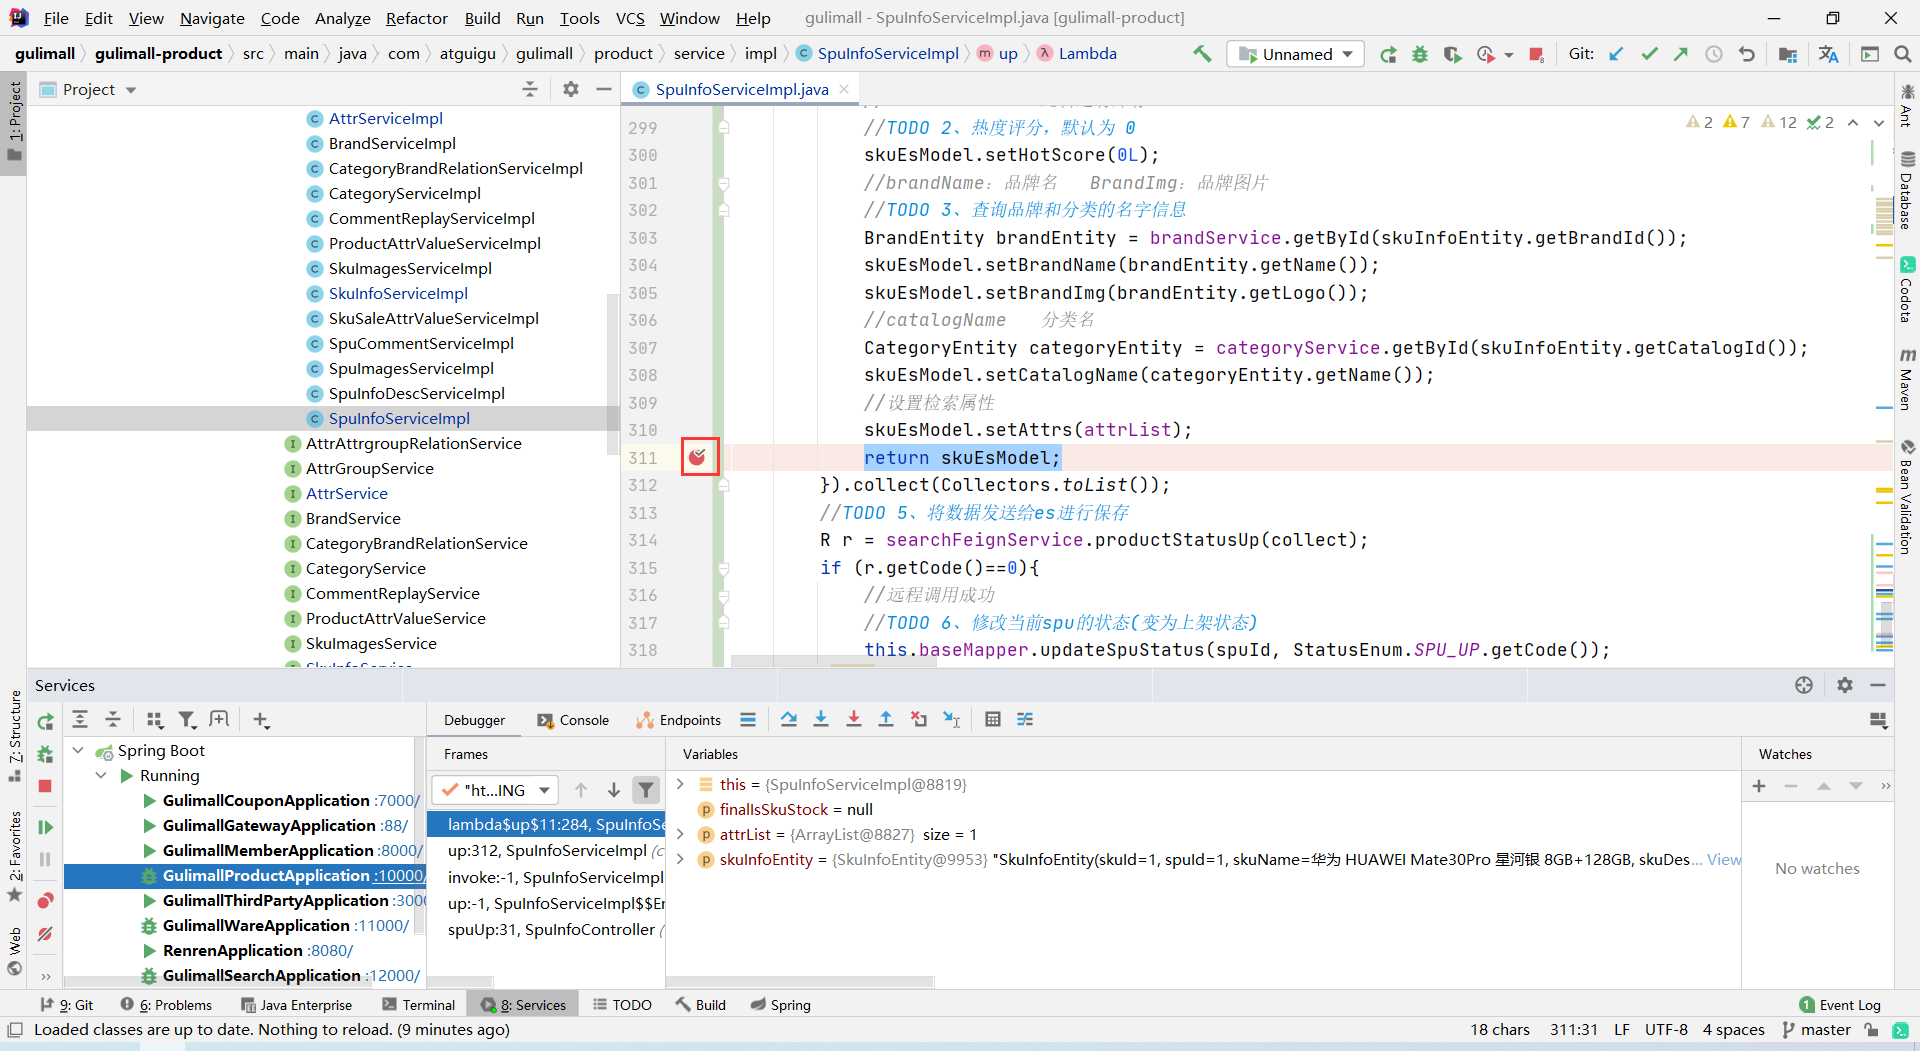 File Edit View Navigate Code Analyze Refactor Build Run Tools VCS Window Help gulimall - SpuInfoServiceImpl.java [gulimall-product]
gulimall gulimall-product src main java com atguigu gulimall product service impl SpuInfoServiceImpl up Lambda Unnamed Git:
1: Project
Project
SpuInfoServiceImpl.java
AttrServiceImpl
BrandServiceImpl
CategoryBrandRelationServiceImpl
CategoryServiceImpl
CommentReplayServiceImpl
ProductAttrValueServiceImpl
SkuImagesServiceImpl
SkuInfoServiceImpl
SkuSaleAttrValueServiceImpl
SpuCommentServiceImpl
SpuImagesServiceImpl
SpuInfoDescServiceImpl
SpuInfoServiceImpl
AttrAttrgroupRelationService
AttrGroupService
AttrService
BrandService
CategoryBrandRelationService
CategoryService
CommentReplayService
ProductAttrValueService
SkuImagesService
2 7 12 2
299 //TODO 2、热度评分，默认为 0
300 skuEsModel.setHotScore(0L);
301 //brandName：品牌名 BrandImg：品牌图片
302 //TODO 3、查询品牌和分类的名字信息
303 BrandEntity brandEntity = brandService.getById(skuInfoEntity.getBrandId());
304 skuEsModel.setBrandName(brandEntity.getName());
305 skuEsModel.setBrandImg(brandEntity.getLogo());
306 //catalogName 分类名
307 CategoryEntity categoryEntity = categoryService.getById(skuInfoEntity.getCatalogId());
308 skuEsModel.setCatalogName(categoryEntity.getName());
309 //设置检索属性
310 skuEsModel.setAttrs(attrList);
311 return skuEsModel;
312 }).collect(Collectors.toList());
313 //TODO 5、将数据发送给es进行保存
314 R r = searchFeignService.productStatusUp(collect);
315 if (r.getCode()==0){
316 //远程调用成功
317 //TODO 6、修改当前spu的状态(变为上架状态)
318 this.baseMapper.updateSpuStatus(spuId, StatusEnum.SPU_UP.getCode());
Ant
Database
Codota
Maven
Bean Validation
7: Structure
2: Favorites
Web
Services
Debugger Console Endpoints
Spring Boot
Running
GulimallCouponApplication :7000/
GulimallGatewayApplication :88/
GulimallMemberApplication :8000/
GulimallProductApplication :10000/
GulimallThirdPartyApplication :3000
GulimallWareApplication :11000/
RenrenApplication :8080/
GulimallSearchApplication :12000/
Frames
"ht...ING
lambda$up$11:284, SpuInfoSe
up:312, SpuInfoServiceImpl (c
invoke:-1, SpuInfoServiceImpl
up:-1, SpuInfoServiceImpl$$Er
spuUp:31, SpuInfoController (
Variables
this = {SpuInfoServiceImpl@8819}
finalIsSkuStock = null
attrList = {ArrayList@8827} size = 1
skuInfoEntity = {SkuInfoEntity@9953} "SkuInfoEntity(skuId=1, spuId=1, skuName=华为 HUAWEI Mate30Pro 星河银 8GB+128GB, skuDes... View
Watches
No watches
9: Git 6: Problems Java Enterprise Terminal 8: Services TODO Build Spring 1 Event Log
Loaded classes are up to date. Nothing to reload. (9 minutes ago) 18 chars 311:31 LF UTF-8 4 spaces master